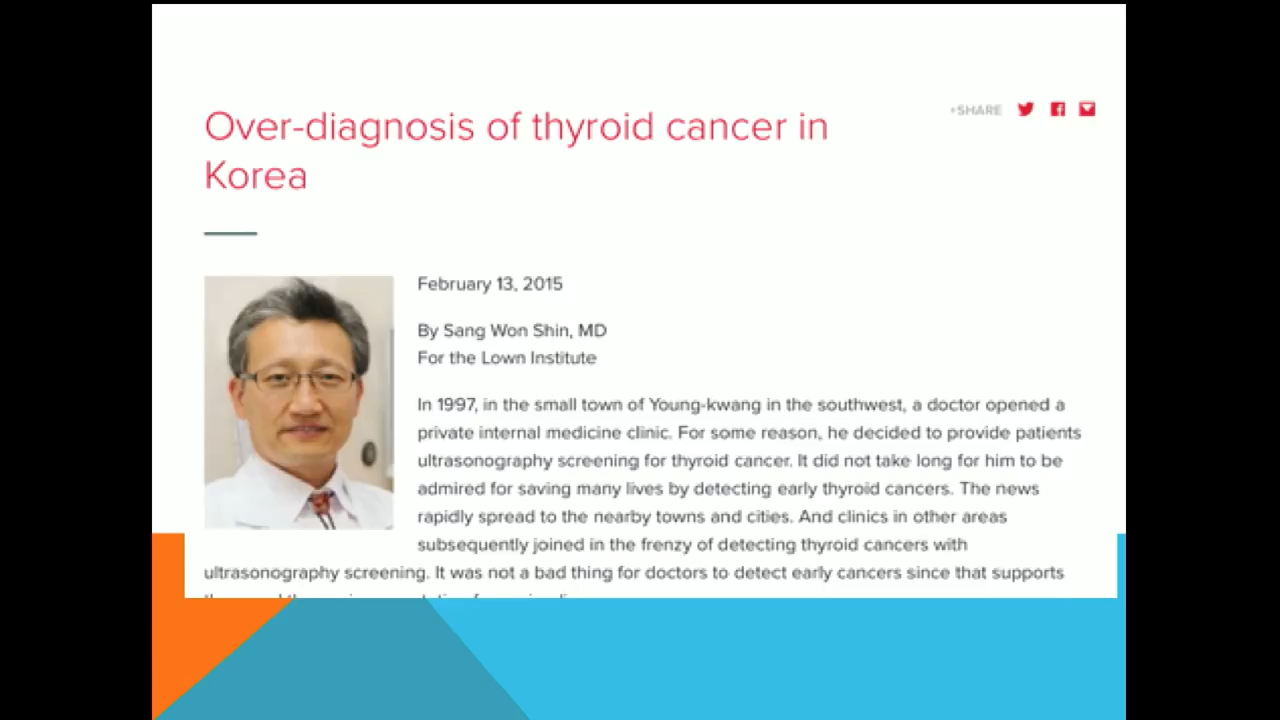 +SHARE
Over-diagnosis of thyroid cancer in
Korea
February 13, 2015
By Sang Won Shin, MD
For the Lown Institute
In 1997, in the small town of Young-kwang in the southwest, a doctor opened a
private internal medicine clinic. For some reason, he decided to provide patients
ultrasonography screening for thyroid cancer. It did not take long for him to be
admired for saving many lives by detecting early thyroid cancers. The news
rapidly spread to the nearby towns and cities. And clinics in other areas
subsequently joined in the frenzy of detecting thyroid cancers with
ultrasonography screening. It was not a bad thing for doctors to detect early cancers since that supports